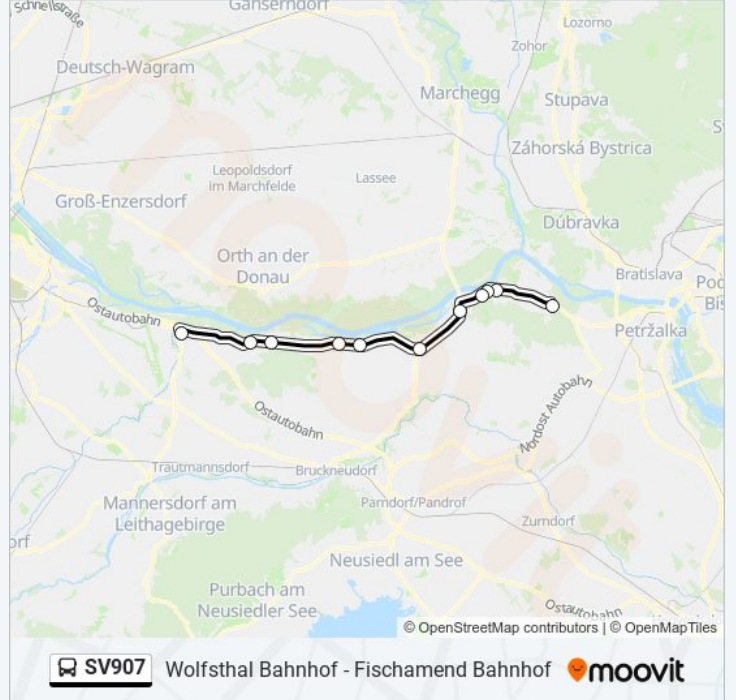 Schnellstraße
Gänserndorf
Lozorno
Zohor
Deutsch-Wagram
Marchegg
Stupava
Záhorská Bystrica
Leopoldsdorf
im Marchfelde
Lassee
Groß-Enzersdorf
Dúbravka
Orth an der
Donau
Bratislava
Ostautobahn
Petržalka
Nordost Autobahn
Ostautobahn
Trautmannsdorf
Bruckneudorf
Mannersdorf am
Leithagebirge
Parndorf/Pandrof
Zurndorf
Neusiedl am See
Purbach am
Neusiedler See
Ostautobahn
© OpenStreetMap contributors | © OpenMapTiles
SV907 Wolfsthal Bahnhof - Fischamend Bahnhof moovit